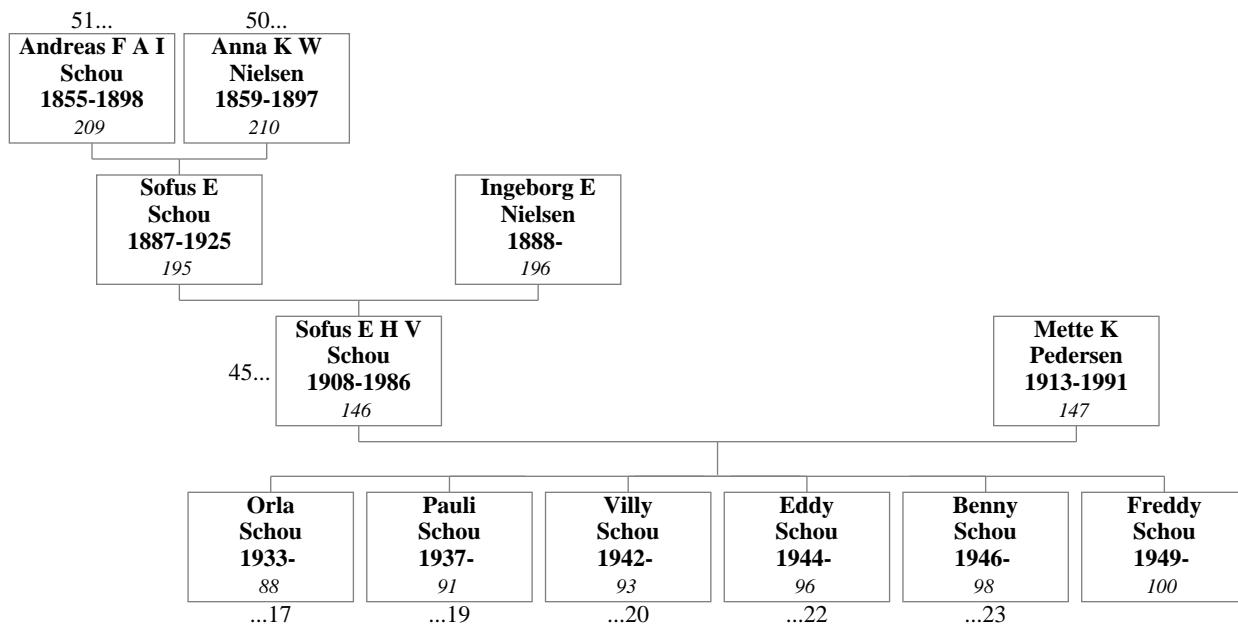 51...
50...
Andreas F A I
Schou
1855-1898
209
Anna K W
Nielsen
1859-1897
210
Sofus E
Schou
1887-1925
195
Ingeborg E
Nielsen
1888-
196
45...
Sofus E H V
Schou
1908-1986
146
Mette K
Pedersen
1913-1991
147
Orla
Schou
1933-
88
...17
Pauli
Schou
1937-
91
...19
Villy
Schou
1942-
93
...20
Eddy
Schou
1944-
96
...22
Benny
Schou
1946-
98
...23
Freddy
Schou
1949-
100